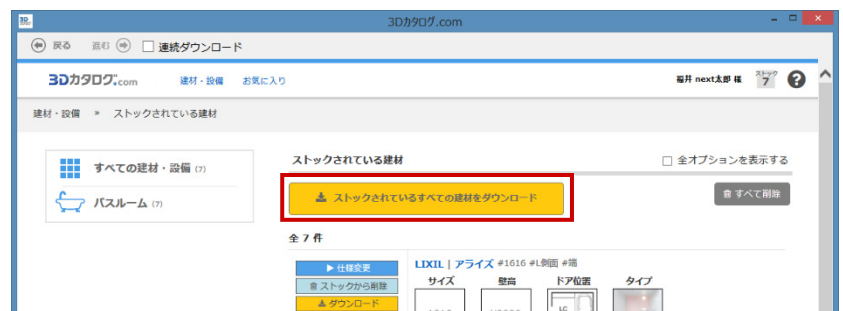 3Dカタログ.com
戻る 進む 連続ダウンロード
3Dカタログ.com 建材・設備 お気に入り 福井 next太郎 様 ストック 7 ?
建材・設備 » ストックされている建材
すべての建材・設備 (7)
バスルーム (7)
ストックされている建材 全オプションを表示する
ストックされているすべての建材をダウンロード すべて削除
全 7 件
仕様変更 LIXIL | アライズ #1616 #L側面 #端
ストックから削除 サイズ 壁高 ドア位置 タイプ
ダウンロード